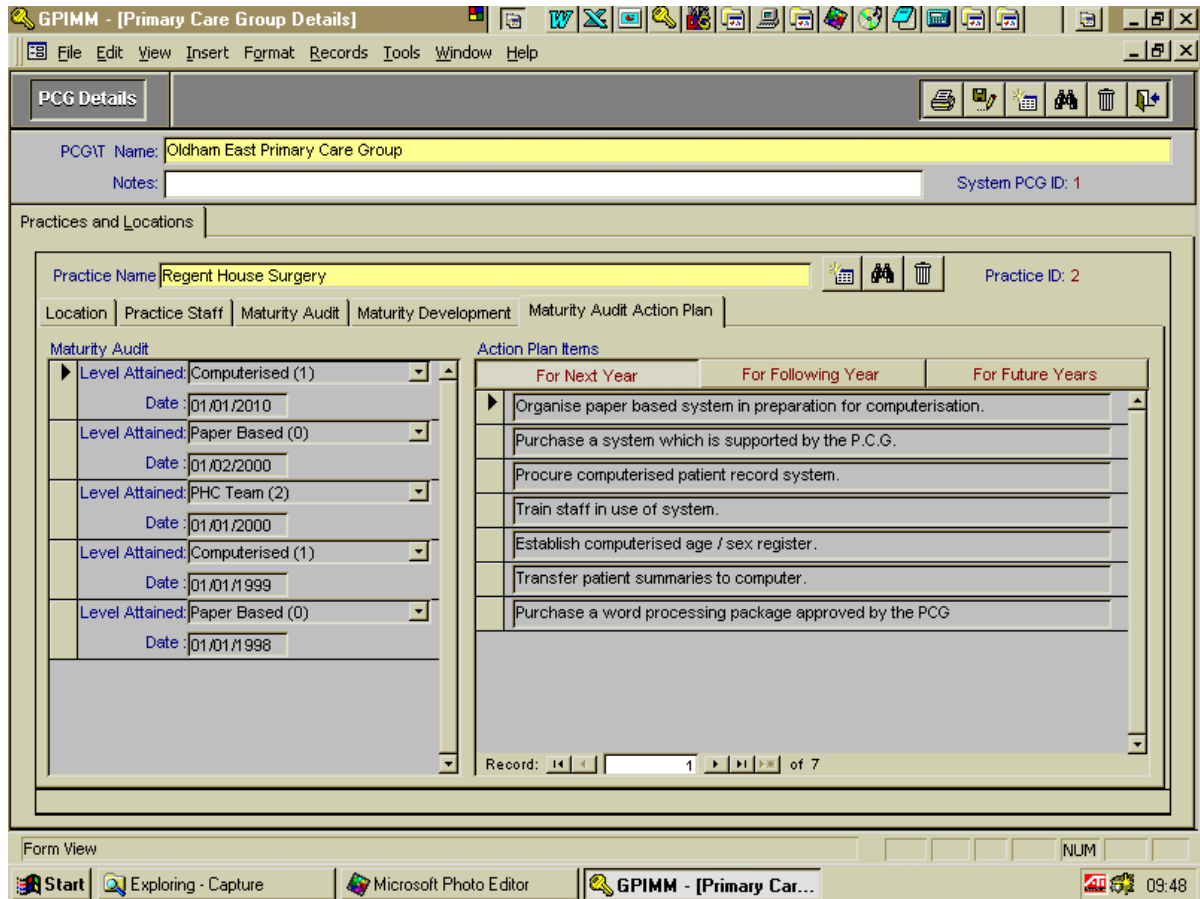 GPIMM - [Primary Care Group Details]
File Edit View Insert Format Records Tools Window Help
PCG Details
PCG\T Name: Oldham East Primary Care Group
Notes:
System PCG ID: 1
Practices and Locations
Practice Name Regent House Surgery
Practice ID: 2
Location Practice Staff Maturity Audit Maturity Development Maturity Audit Action Plan
Maturity Audit
Level Attained: Computerised (1)
Date : 01/01/2010
Level Attained: Paper Based (0)
Date : 01/02/2000
Level Attained: PHC Team (2)
Date : 01/01/2000
Level Attained: Computerised (1)
Date : 01/01/1999
Level Attained: Paper Based (0)
Date : 01/01/1998
Action Plan Items
For Next Year For Following Year For Future Years
Organise paper based system in preparation for computerisation.
Purchase a system which is supported by the P.C.G.
Procure computerised patient record system.
Train staff in use of system.
Establish computerised age / sex register.
Transfer patient summaries to computer.
Purchase a word processing package approved by the PCG
Record: 1 of 7
Form View
NUM
Start Exploring - Capture Microsoft Photo Editor GPIMM - [Primary Car... 09:48